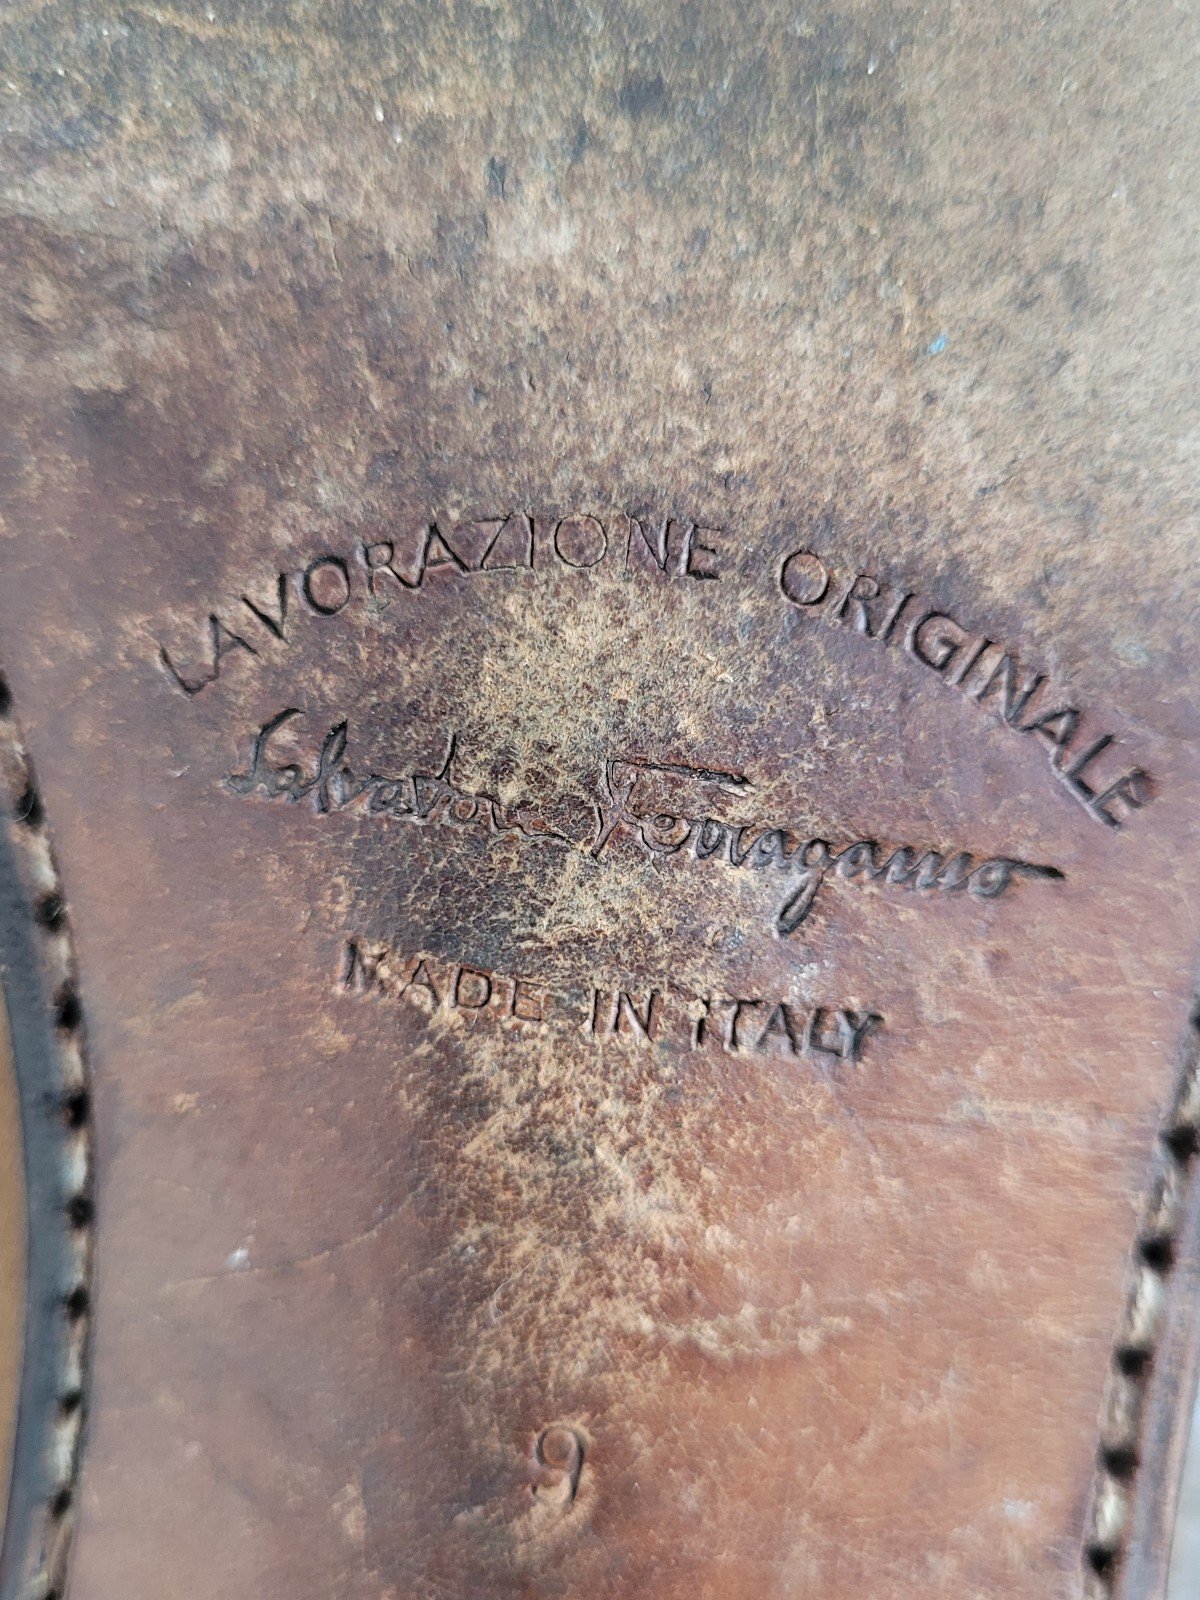 LAVORAZIONE ORIGINALE
Salvatore Ferragamo
MADE IN ITALY
9